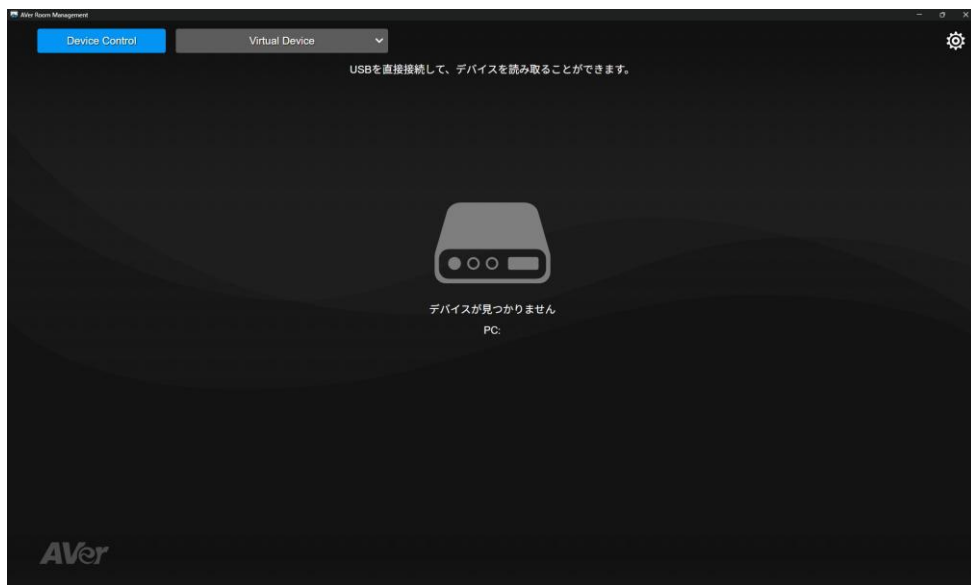 AVer Room Management
Device Control
Virtual Device
USBを直接接続して、デバイスを読み取ることができます。
デバイスが見つかりません
PC:
AVer